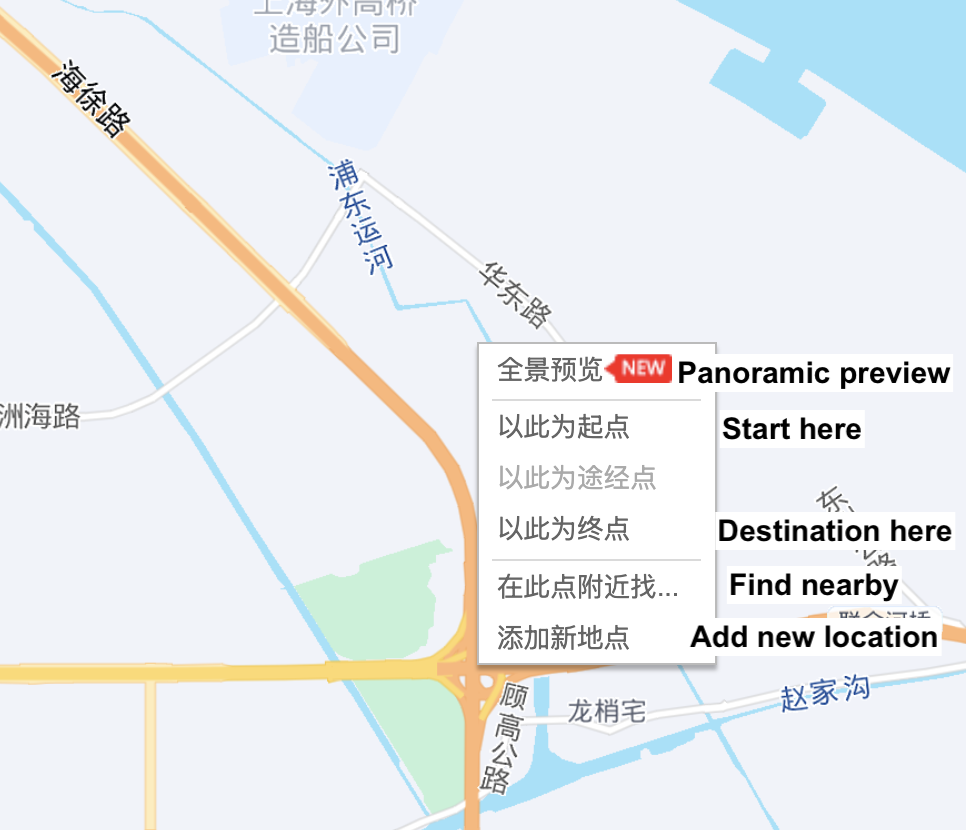 上海外高桥
造船公司
海徐路
浦东运河
华东路
洲海路
全景预览 NEW Panoramic preview
以此为起点 Start here
以此为途经点
以此为终点 Destination here
在此点附近找... Find nearby
添加新地点 Add new location
东
路
赵家沟
龙梢宅
顾高公路